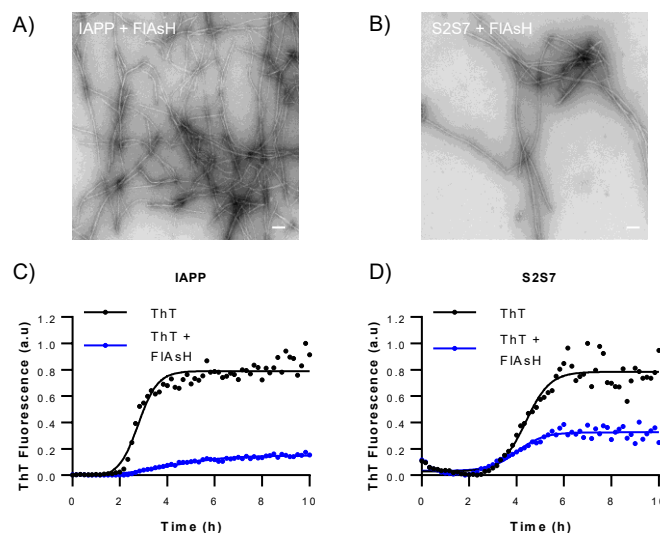 A)
IAPP + FlAsH
B)
S2S7 + FlAsH
C)
IAPP
ThT Fluorescence (a.u)
1.2
1.0
0.8
0.6
0.4
0.2
0.0
ThT
ThT +
FlAsH
0 2 4 6 8 10
Time (h)
D)
S2S7
ThT Fluorescence (a.u)
1.2
1.0
0.8
0.6
0.4
0.2
0.0
ThT
ThT +
FlAsH
0 2 4 6 8 10
Time (h)